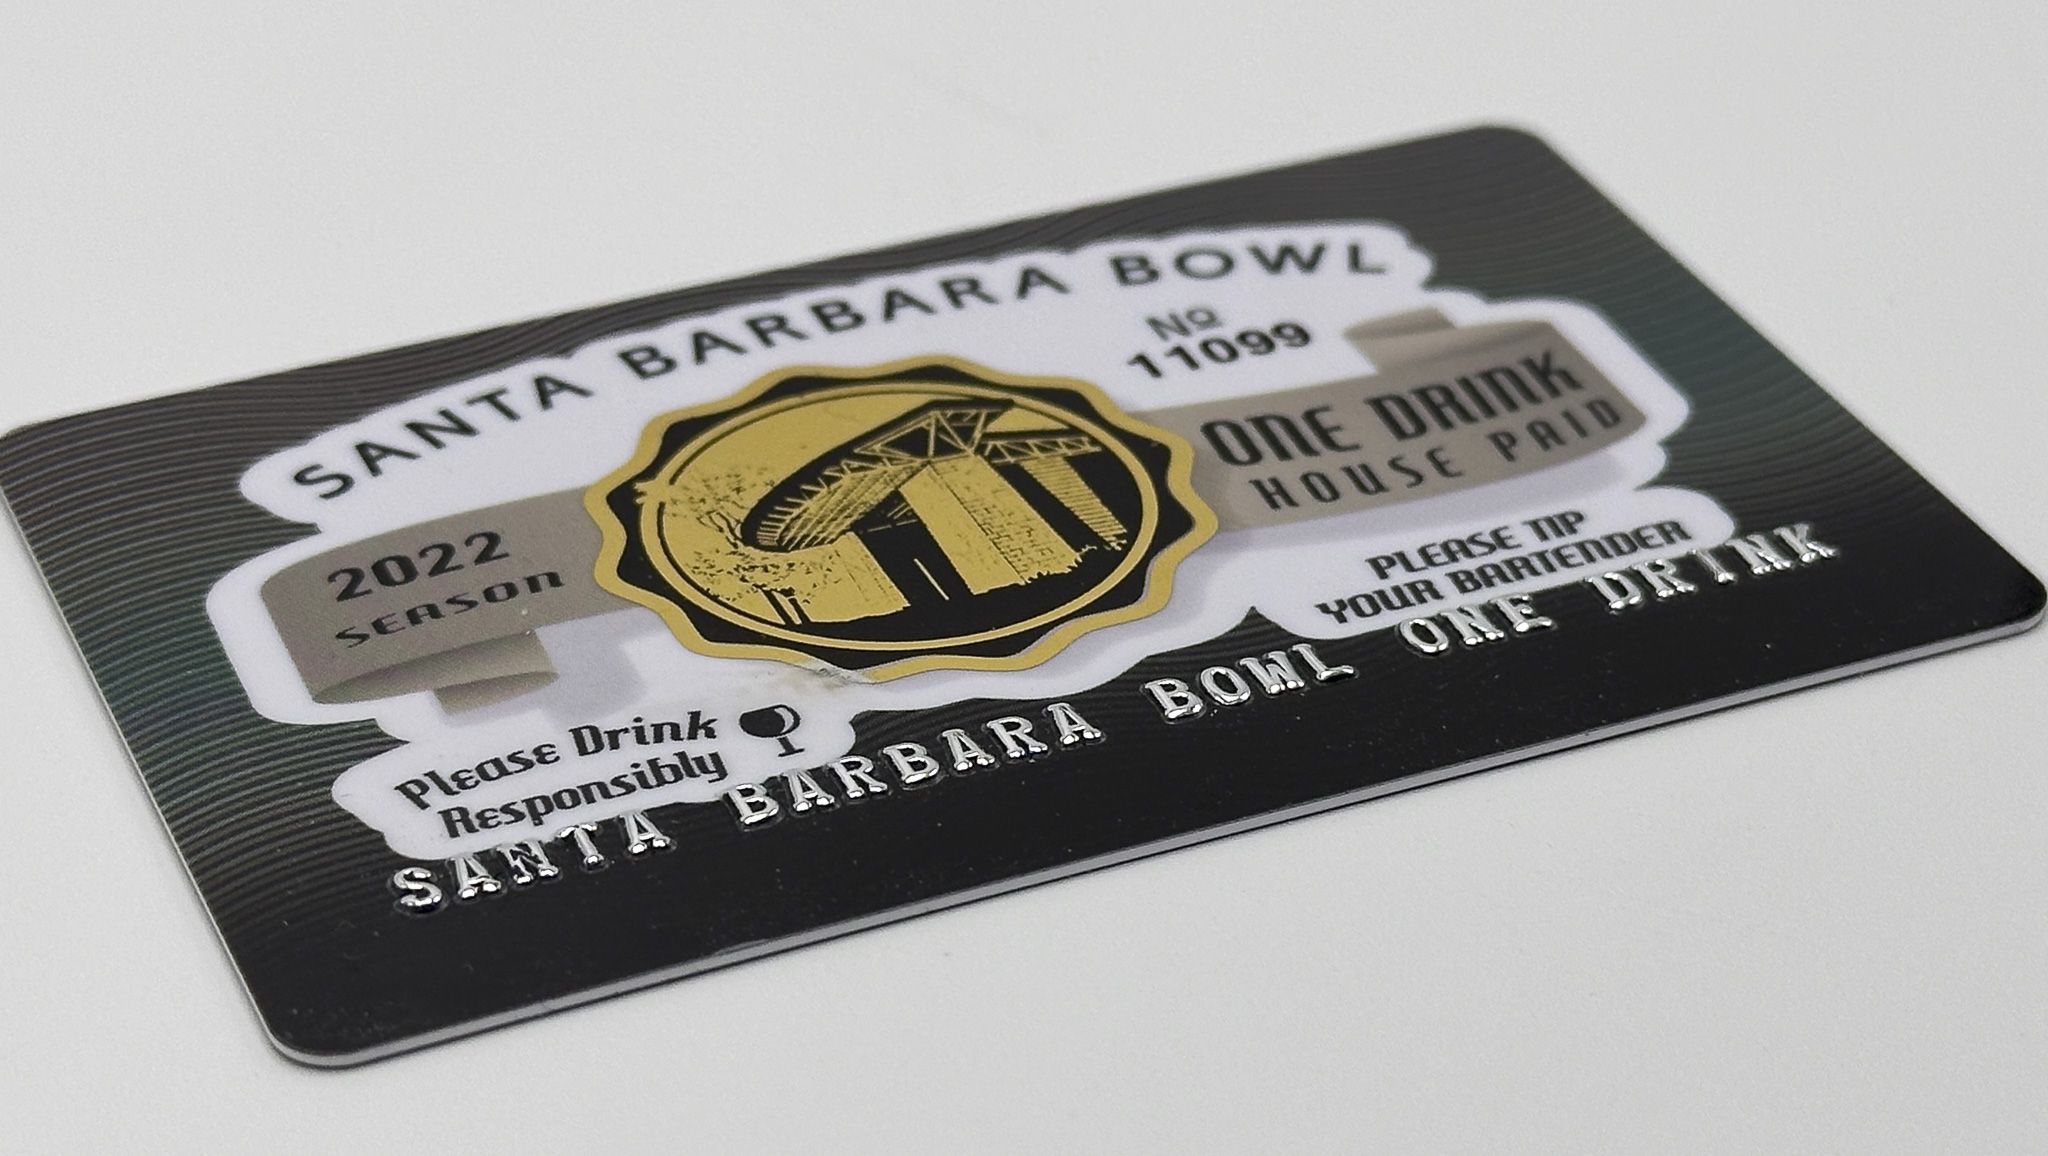 SANTA BARBARA BOWL
№
11099
ONE DRINK
HOUSE PAID
2022
SEASON
PLEASE TIP
YOUR BARTENDER
Please Drink
Responsibly
SANTA BARBARA BOWL ONE DRINK